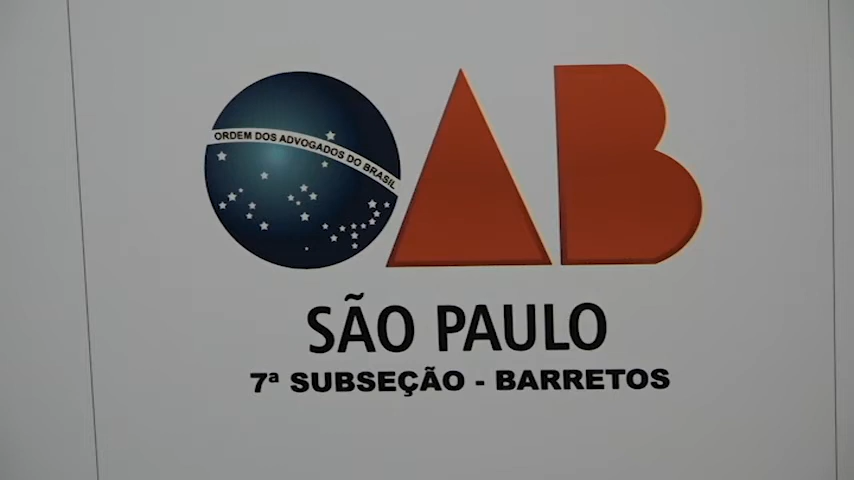 ORDEM DOS ADVOGADOS DO BRASIL
OAB
SÃO PAULO
7ª SUBSEÇÃO - BARRETOS